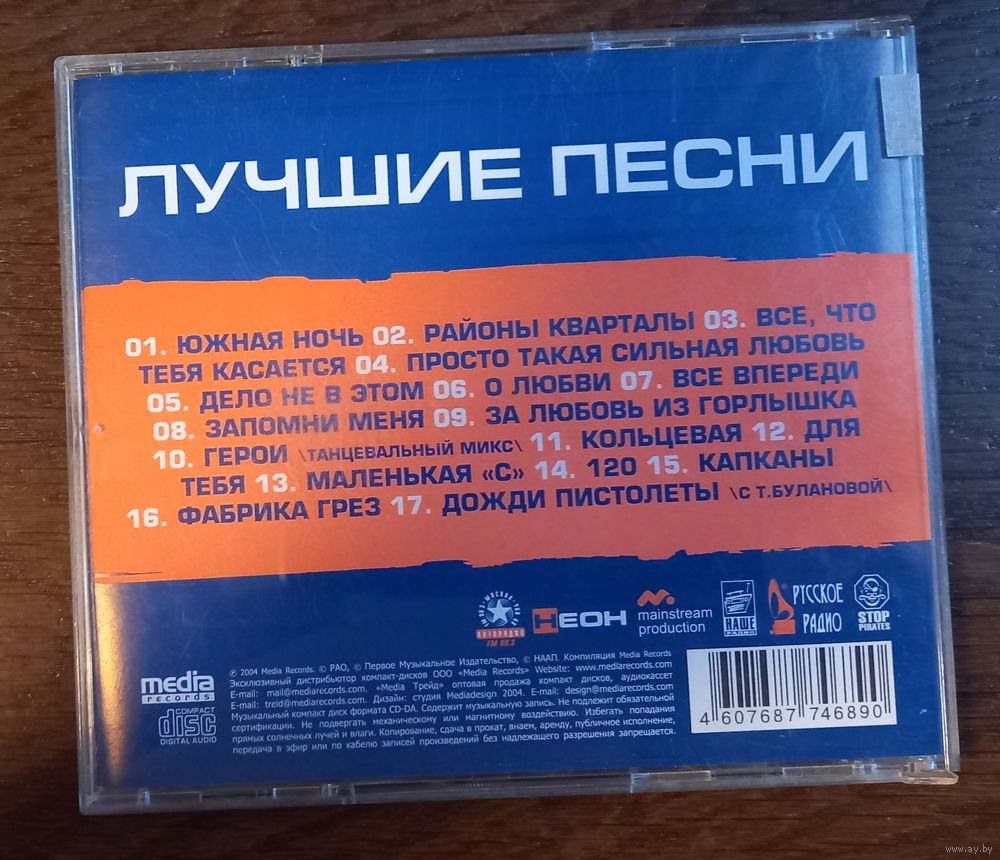 ЛУЧШИЕ ПЕСНИ
01. ЮЖНАЯ НОЧЬ 02. РАЙОНЫ КВАРТАЛЫ 03. ВСЕ, ЧТО
ТЕБЯ КАСАЕТСЯ 04. ПРОСТО ТАКАЯ СИЛЬНАЯ ЛЮБОВЬ
05. ДЕЛО НЕ В ЭТОМ 06. О ЛЮБВИ 07. ВСЕ ВПЕРЕДИ
08. ЗАПОМНИ МЕНЯ 09. ЗА ЛЮБОВЬ ИЗ ГОРЛЫШКА
10. ГЕРОИ \ТАНЦЕВАЛЬНЫЙ МИКС\ 11. КОЛЬЦЕВАЯ 12. ДЛЯ
ТЕБЯ 13. МАЛЕНЬКАЯ «С» 14. 120 15. КАПКАНЫ
16. ФАБРИКА ГРЕЗ 17. ДОЖДИ ПИСТОЛЕТЫ \С Т.БУЛАНОВОЙ\
МОСКВА
АВТОРАДИО
FM 90.3
НЕОН
mainstream
production
НАШЕ
РАДИО
РУССКОЕ
РАДИО
STOP
PIRATES
media
records
COMPACT
disc
DIGITAL AUDIO
℗ 2004 Media Records. © РАО, © Первое Музыкальное Издательство, © НААП. Компиляция Media Records
Эксклюзивный дистрибьютор компакт-дисков ООО «Media Records» Website: www.mediarecords.com
E-mail: mail@mediarecords.com. «Media Трейд» оптовая продажа компакт дисков, аудиокассет
E-mail: treid@mediarecords.com. Дизайн: студия Mediadesign 2004. E-mail: design@mediarecords.com
Музыкальный компакт диск формата CD-DA. Содержит музыкальную запись. Не подлежит обязательной
сертификации. Не подвергать механическому или магнитному воздействию. Избегать попадания
прямых солнечных лучей и влаги. Копирование, сдача в прокат, внаем, аренду, публичное исполнение,
передача в эфир или по кабелю записей произведений без надлежащего разрешения запрещается.
4 607687 746890
www.ay.by